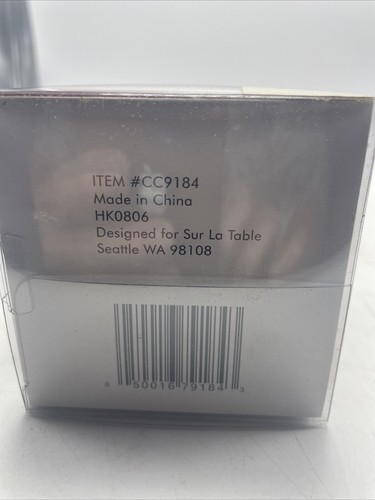 ITEM #CC9184
Made in China
HK0806
Designed for Sur La Table
Seattle WA 98108
8 50016 79184 3